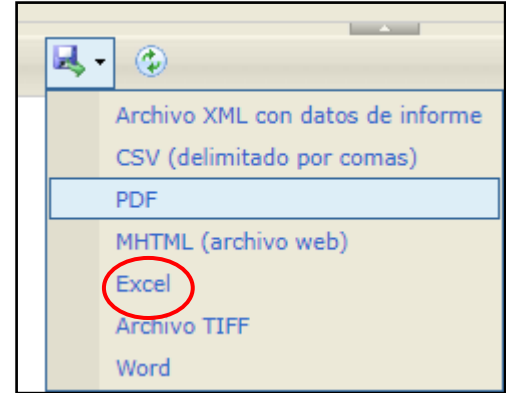 Archivo XML con datos de informe
CSV (delimitado por comas)
PDF
MHTML (archivo web)
Excel
Archivo TIFF
Word